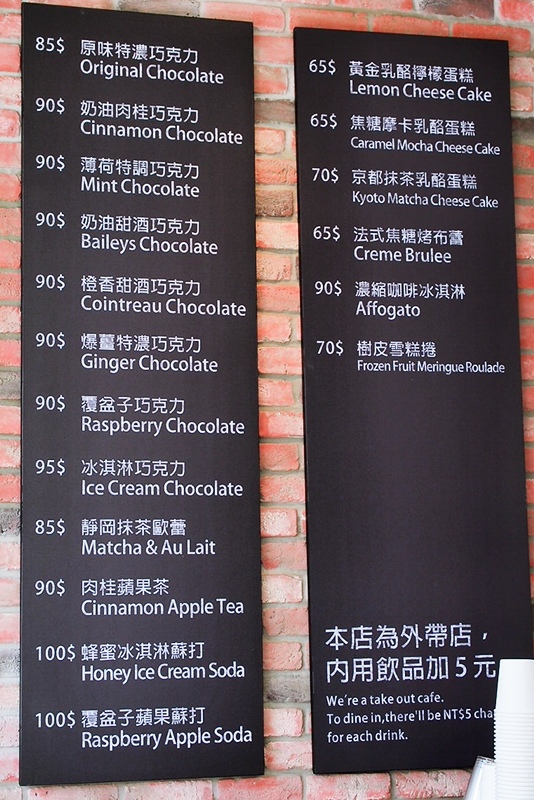 85$ 原味特濃巧克力
Original Chocolate
90$ 奶油肉桂巧克力
Cinnamon Chocolate
90$ 薄荷特調巧克力
Mint Chocolate
90$ 奶油甜酒巧克力
Baileys Chocolate
90$ 橙香甜酒巧克力
Cointreau Chocolate
90$ 爆薑特濃巧克力
Ginger Chocolate
90$ 覆盆子巧克力
Raspberry Chocolate
95$ 冰淇淋巧克力
Ice Cream Chocolate
85$ 靜岡抹茶歐蕾
Matcha & Au Lait
90$ 肉桂蘋果茶
Cinnamon Apple Tea
100$ 蜂蜜冰淇淋蘇打
Honey Ice Cream Soda
100$ 覆盆子蘋果蘇打
Raspberry Apple Soda
65$ 黃金乳酪檸檬蛋糕
Lemon Cheese Cake
65$ 焦糖摩卡乳酪蛋糕
Caramel Mocha Cheese Cake
70$ 京都抹茶乳酪蛋糕
Kyoto Matcha Cheese Cake
65$ 法式焦糖烤布蕾
Creme Brulee
90$ 濃縮咖啡冰淇淋
Affogato
70$ 樹皮雪糕捲
Frozen Fruit Meringue Roulade
本店為外帶店，
內用飲品加 5 元
We're a take out cafe.
To dine in,there'll be NT$5
for each drink.